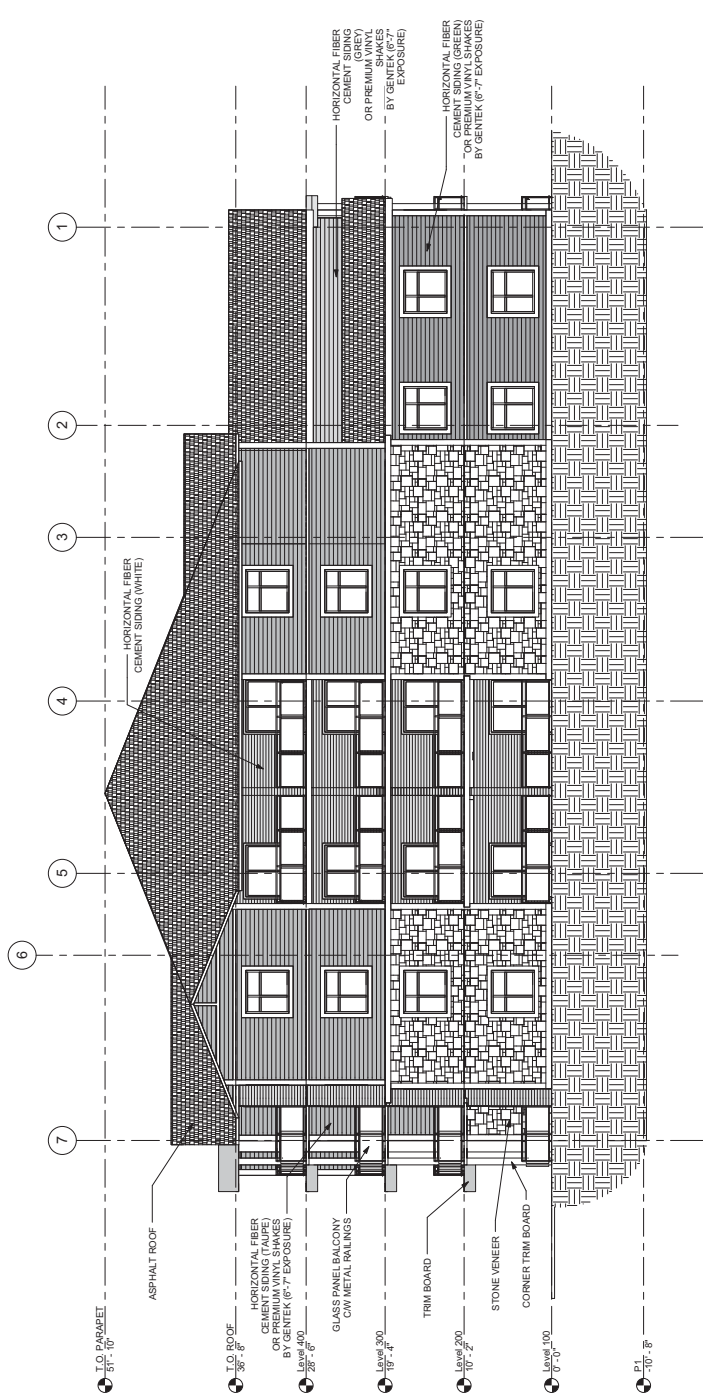 7
6
5
4
3
2
1
T.O. PARAPET
51' - 10"
T.O. ROOF
36' - 8"
Level 400
28' - 6"
Level 300
19' - 4"
Level 200
10' - 2"
Level 100
0' - 0"
P1
-10' - 8"
ASPHALT ROOF
HORIZONTAL FIBER
CEMENT SIDING (TAUPE)
OR PREMIUM VINYL SHAKES
BY GENTEK (6"-7" EXPOSURE)
GLASS PANEL BALCONY
C/W METAL RAILINGS
TRIM BOARD
STONE VENEER
CORNER TRIM BOARD
HORIZONTAL FIBER
CEMENT SIDING (WHITE)
HORIZONTAL FIBER
CEMENT SIDING
(GREY)
OR PREMIUM VINYL
SHAKES
BY GENTEK (6"-7"
EXPOSURE)
HORIZONTAL FIBER
CEMENT SIDING (GREEN)
OR PREMIUM VINYL SHAKES
BY GENTEK (6"-7" EXPOSURE)